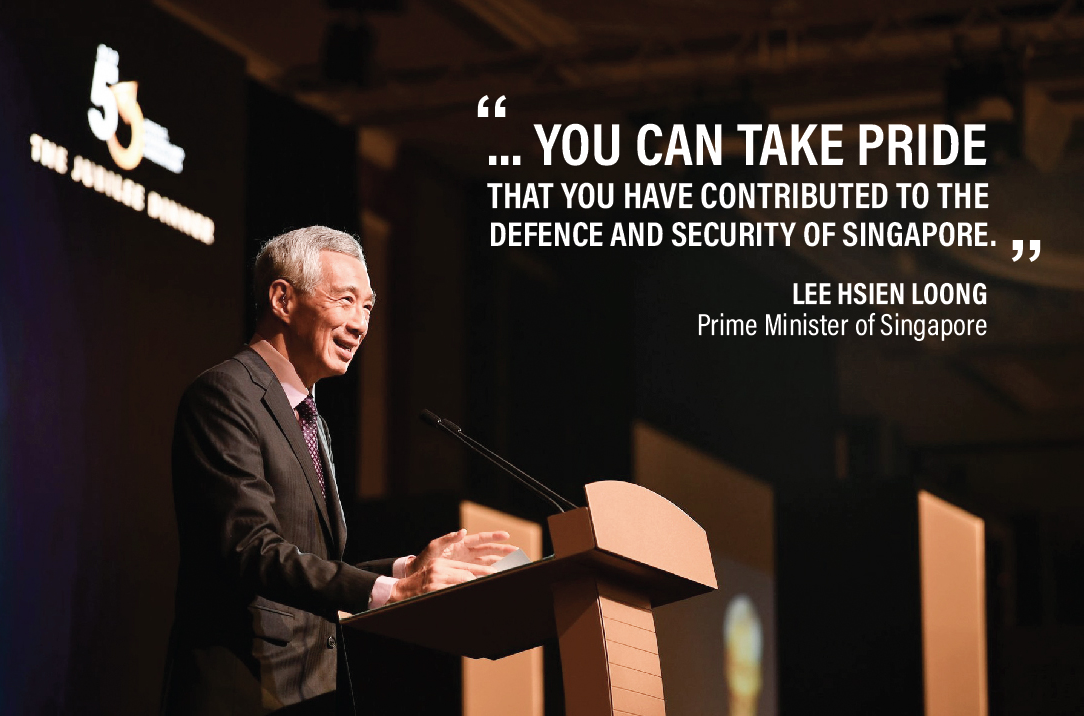 5
THE JUBILEE DINNER
“
... YOU CAN TAKE PRIDE
THAT YOU HAVE CONTRIBUTED TO THE
DEFENCE AND SECURITY OF SINGAPORE. ”
LEE HSIEN LOONG
Prime Minister of Singapore